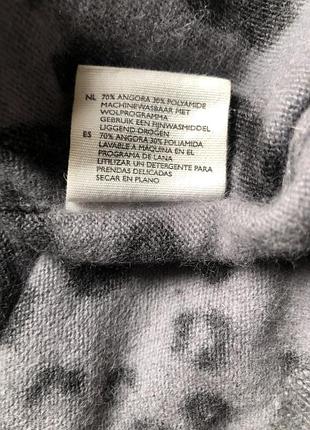 NL 70% ANGORA 30% POLYAMIDE
MACHINEWASBAAR MET
WOLPROGRAMMA
GEBRUIK EEN FIJNWASMIDDEL
LIGGEND DROGEN
ES 70% ANGORA 30% POLIAMIDA
LAVABLE A MAQUINA EN EL
PROGRAMA DE LANA
UTILIZAR UN DETERGENTE PARA
PRENDAS DELICADAS
SECAR EN PLANO